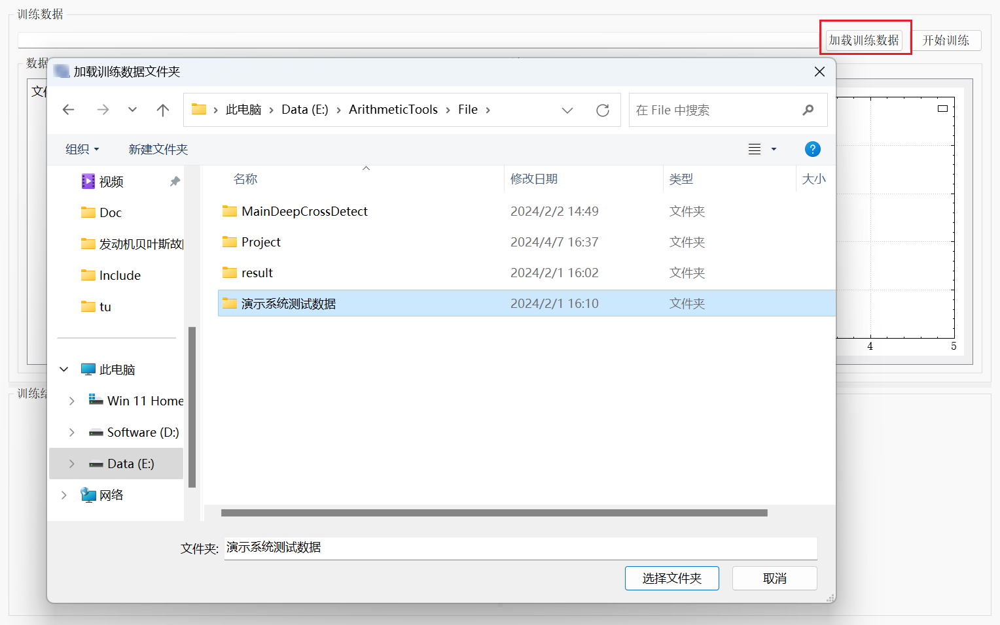 训练数据
加载训练数据 开始训练
数据
加载训练数据文件夹
文件
此电脑 Data (E:) ArithmeticTools File
在 File 中搜索
组织 新建文件夹
名称 修改日期 类型 大小
视频
Doc
发动机贝叶斯故
Include
tu
此电脑
Win 11 Home
Software (D:)
Data (E:)
网络
MainDeepCrossDetect 2024/2/2 14:49 文件夹
Project 2024/4/7 16:37 文件夹
result 2024/2/1 16:02 文件夹
演示系统测试数据 2024/2/1 16:10 文件夹
4 5
训练结
文件夹: 演示系统测试数据
选择文件夹 取消